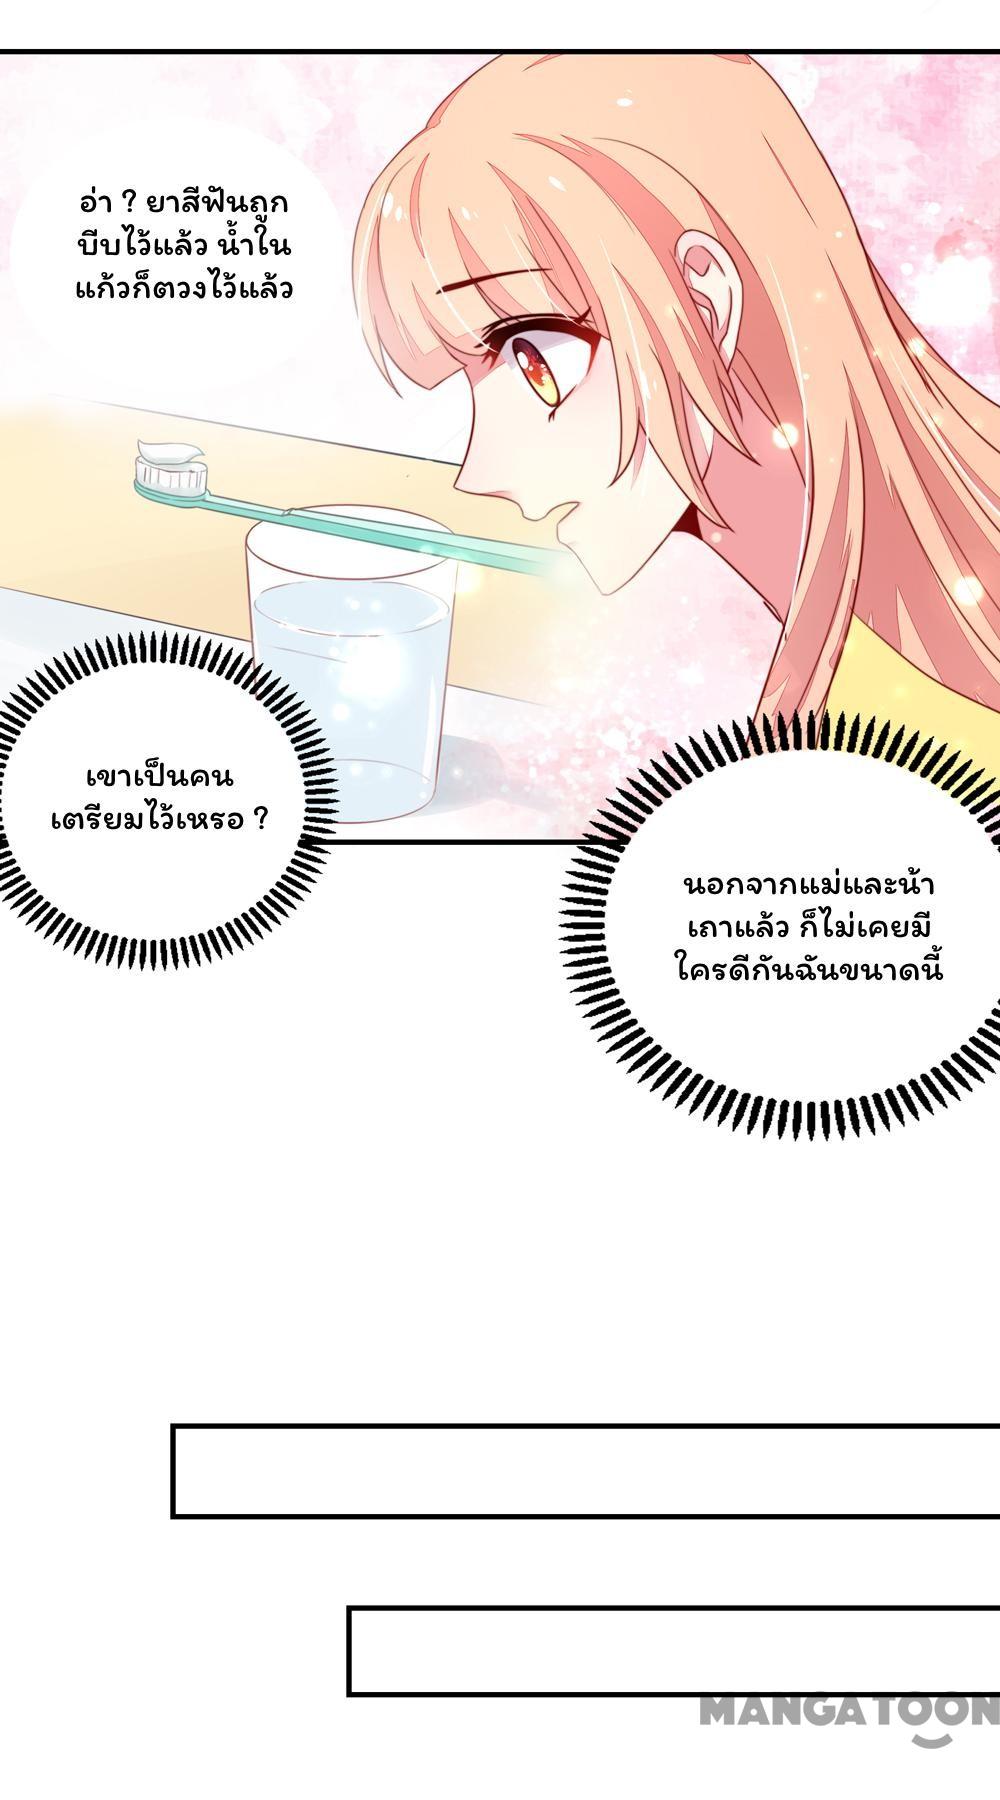 อ่า ? ยาสีฟันถูก
บีบไว้แล้ว น้ำใน
แก้วก็ตวงไว้แล้ว
เขาเป็นคน
เตรียมไว้เหรอ ?
นอกจากแม่และน้า
เถาแล้ว ก็ไม่เคยมี
ใครดีกันฉันขนาดนี้
MANGATOON